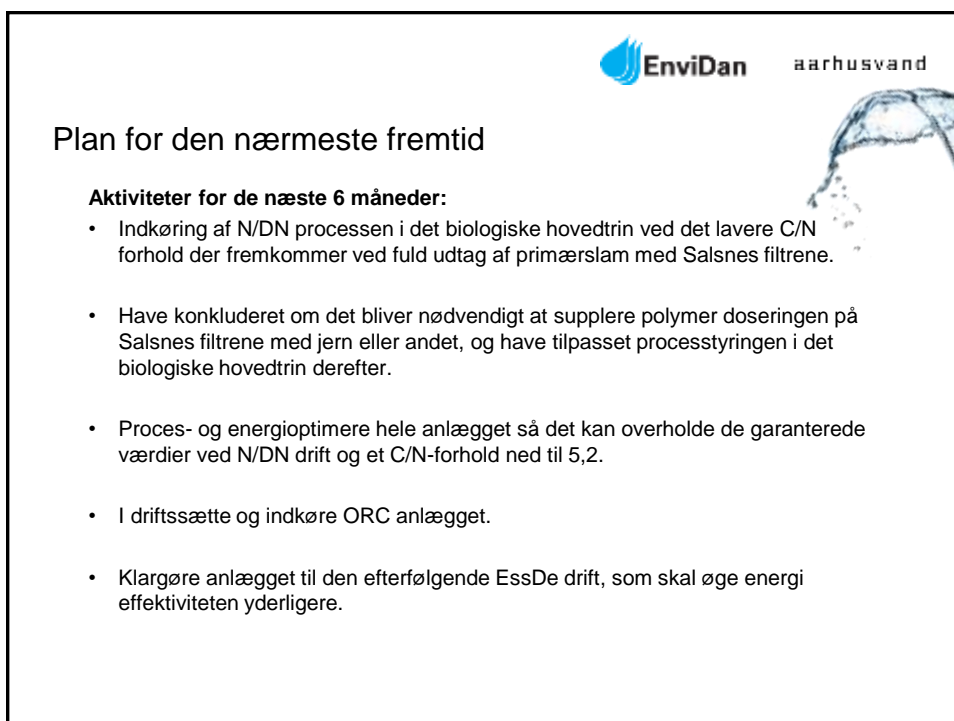 EnviDan aarhusvand
Plan for den nærmeste fremtid
Aktiviteter for de næste 6 måneder:
• Indkøring af N/DN processen i det biologiske hovedtrin ved det lavere C/N
forhold der fremkommer ved fuld udtag af primærslam med Salsnes filtrene.
• Have konkluderet om det bliver nødvendigt at supplere polymer doseringen på
Salsnes filtrene med jern eller andet, og have tilpasset processtyringen i det
biologiske hovedtrin derefter.
• Proces- og energioptimere hele anlægget så det kan overholde de garanterede
værdier ved N/DN drift og et C/N-forhold ned til 5,2.
• I driftssætte og indkøre ORC anlægget.
• Klargøre anlægget til den efterfølgende EssDe drift, som skal øge energi
effektiviteten yderligere.